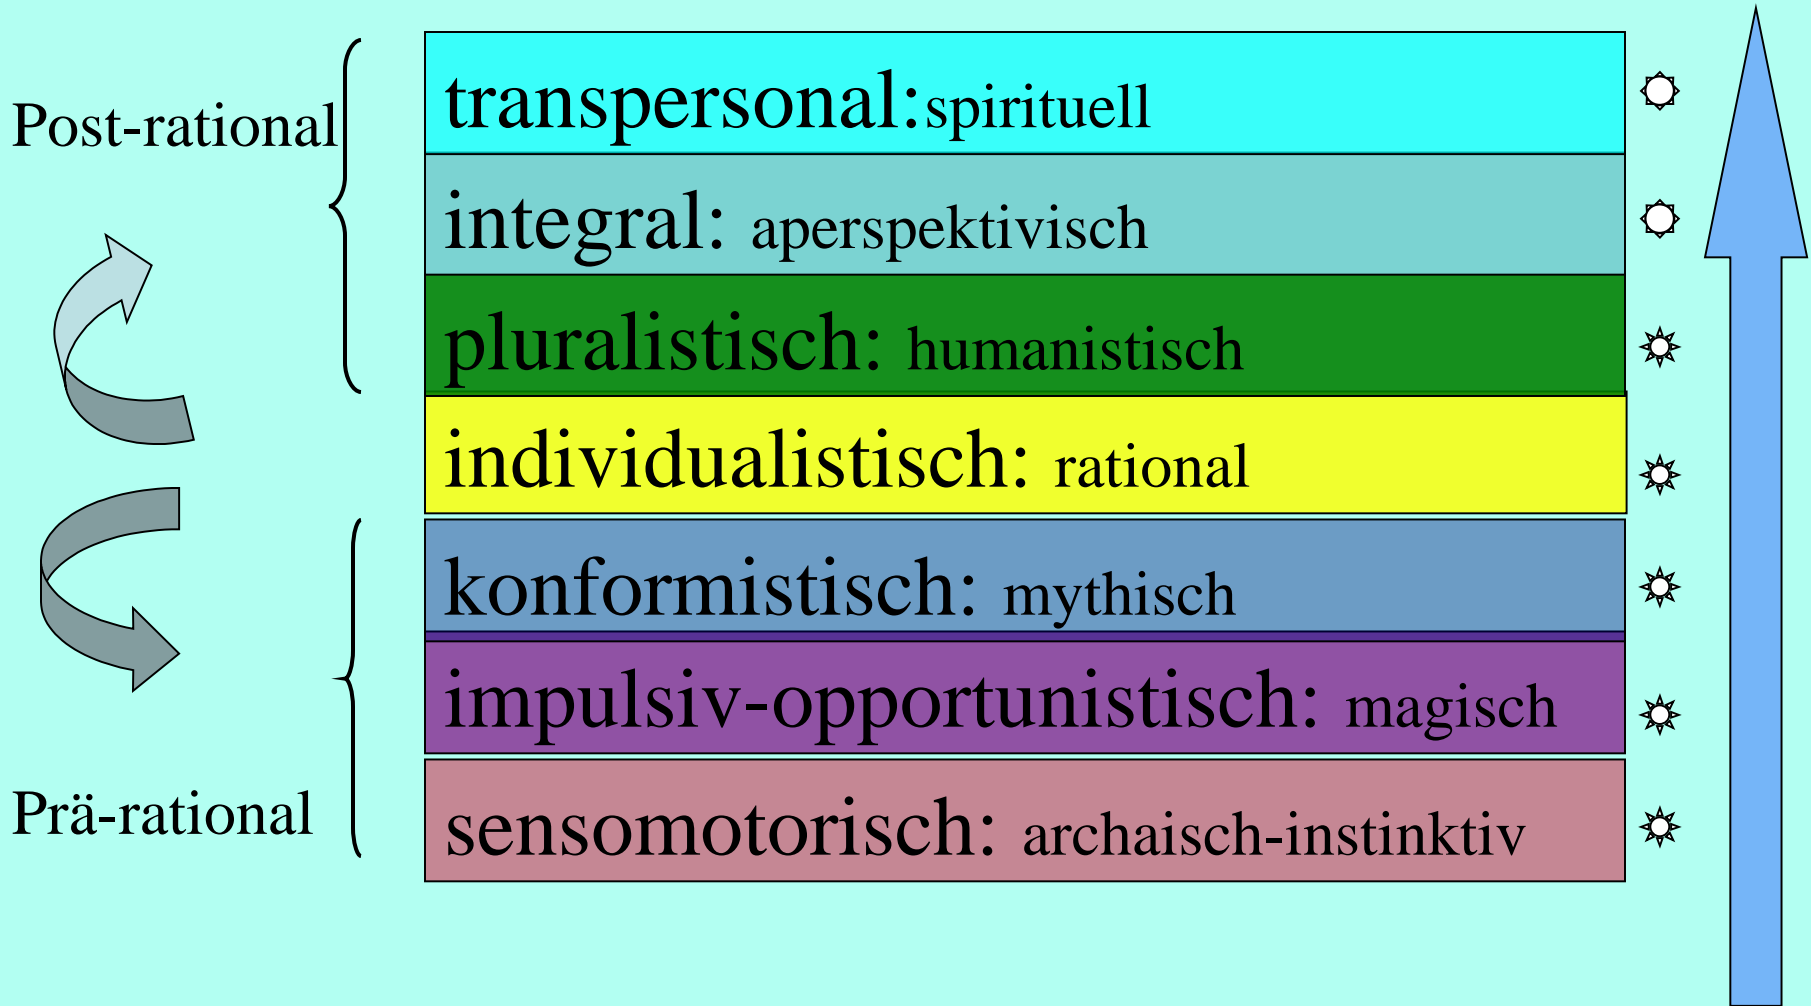 Post-rational
transpersonal:spirituell
integral: aperspektivisch
pluralistisch: humanistisch
individualistisch: rational
konformistisch: mythisch
impulsiv-opportunistisch: magisch
Prä-rational
sensomotorisch: archaisch-instinktiv